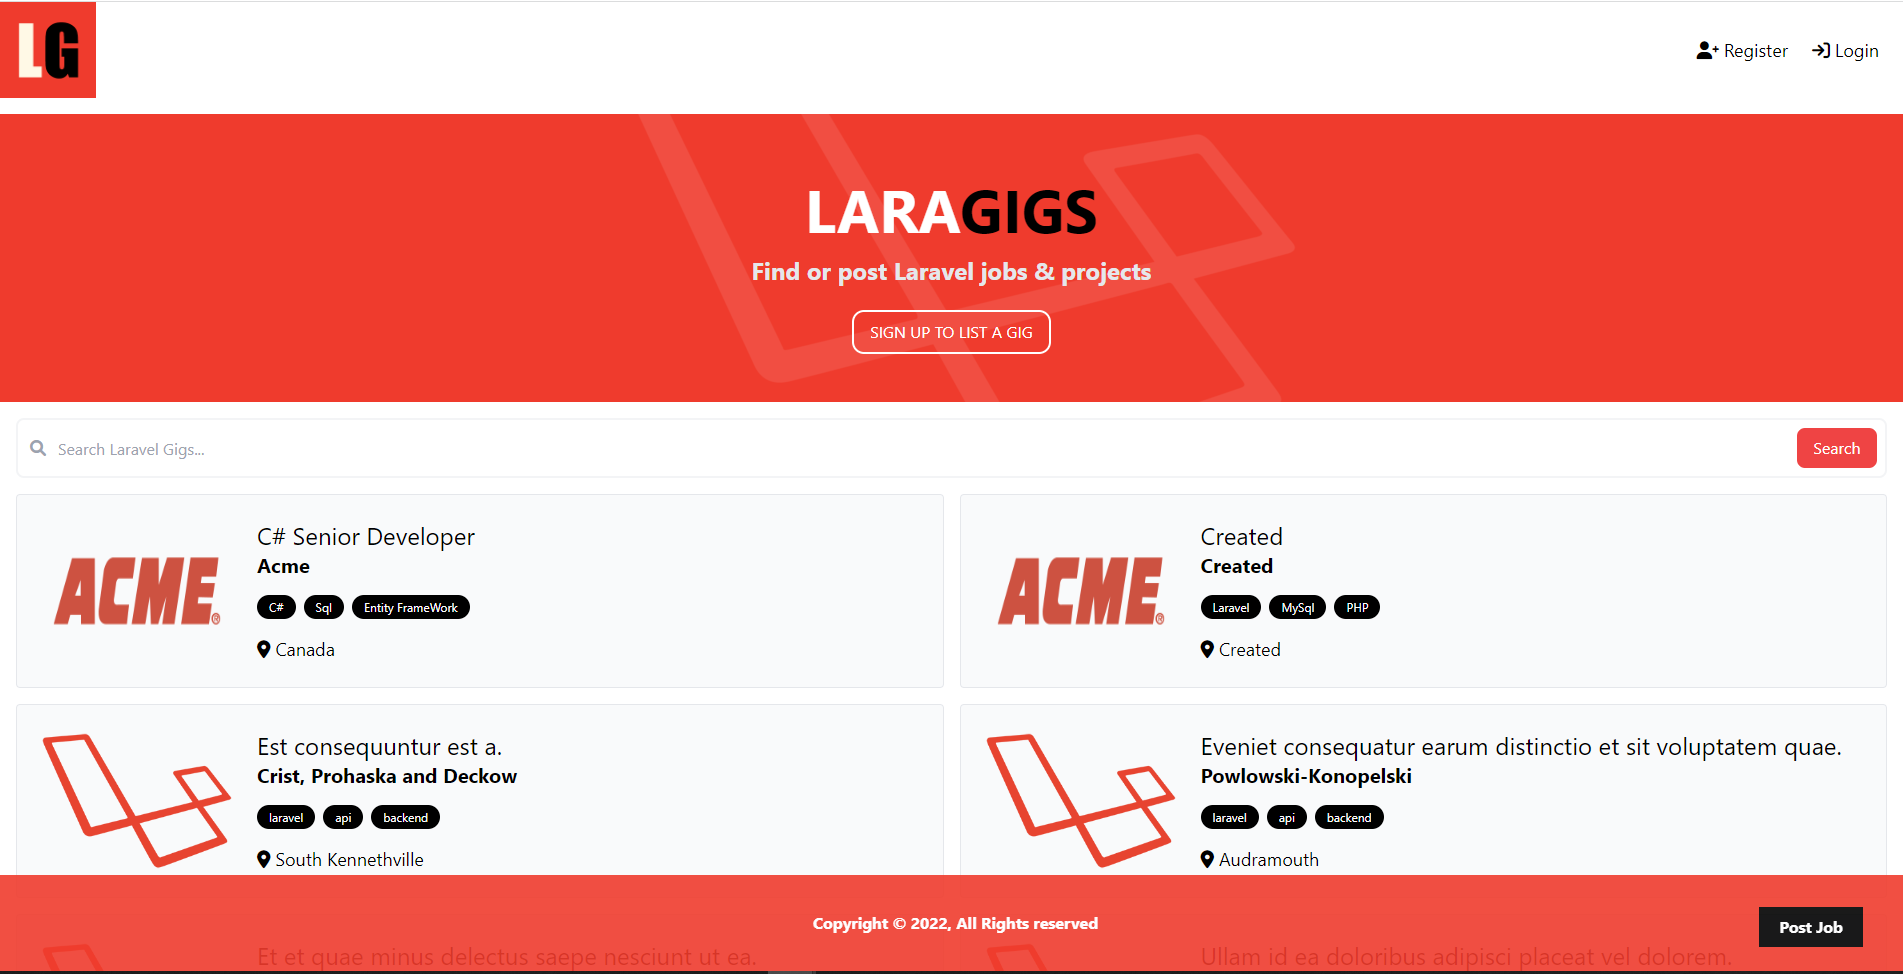 LG
Register Login
LARAGIGS
Find or post Laravel jobs & projects
SIGN UP TO LIST A GIG
Search Laravel Gigs...
Search
ACME
C# Senior Developer
Acme
C# Sql Entity FrameWork
Canada
ACME
Created
Created
Laravel MySql PHP
Created
Est consequuntur est a.
Crist, Prohaska and Deckow
laravel api backend
South Kennethville
Eveniet consequatur earum distinctio et sit voluptatem quae.
Powlowski-Konopelski
laravel api backend
Audramouth
Copyright © 2022, All Rights reserved
Post Job
Et et quae minus delectus saepe nesciunt ut ea.
Ullam id ea doloribus adipisci placeat vel dolorem.